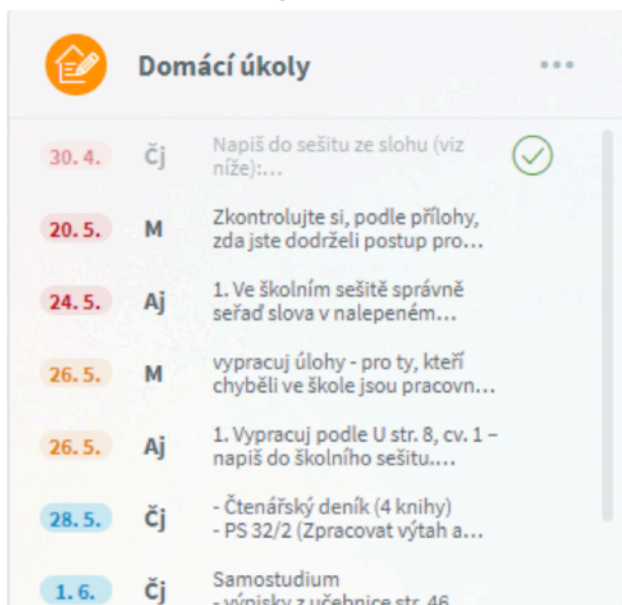 Domácí úkoly
30. 4. Čj Napiš do sešitu ze slohu (viz
níže):...
20. 5. M Zkontrolujte si, podle přílohy,
zda jste dodrželi postup pro...
24. 5. Aj 1. Ve školním sešitě správně
seřaď slova v nalepeném...
26. 5. M vypracuj úlohy - pro ty, kteří
chyběli ve škole jsou pracovn...
26. 5. Aj 1. Vypracuj podle U str. 8, cv. 1 –
napiš do školního sešitu....
28. 5. Čj - Čtenářský deník (4 knihy)
- PS 32/2 (Zpracovat výtah a...
1. 6. Čj Samostudium
- výpisky z učebnice str. 46